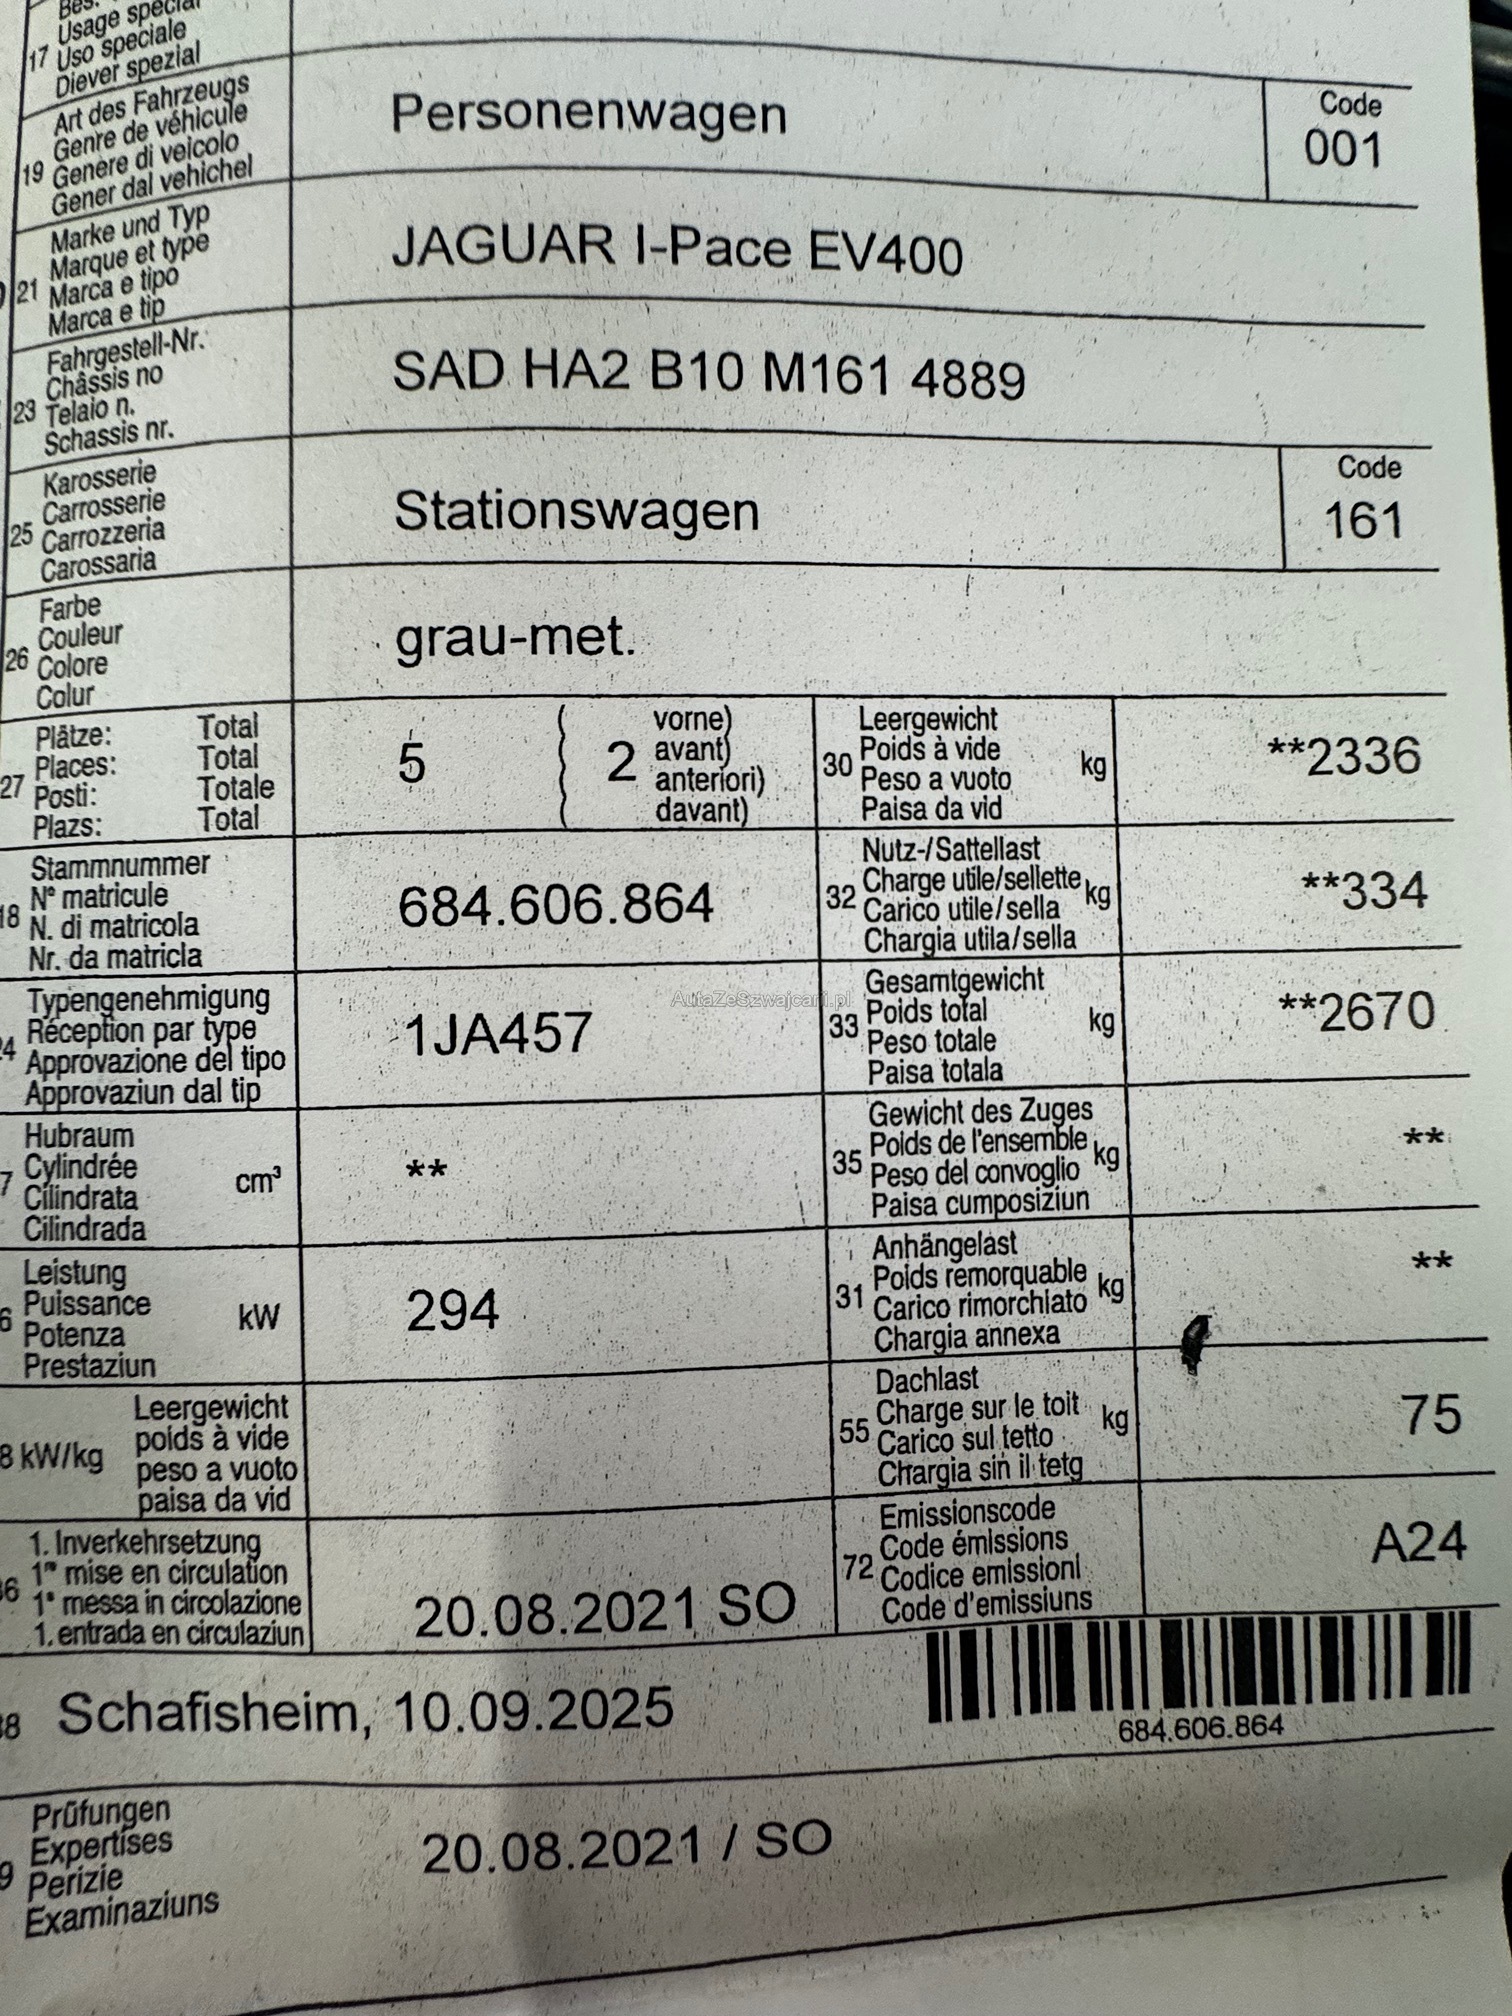 Bes.
Usage spécial
17 Uso speciale
Diever spezial
Art des Fahrzeugs
Genre de véhicule
19 Genere di veicolo
Gener dal vehichel
Personenwagen
Code
001
Marke und Typ
Marque et type
21 Marca e tipo
Marca e tip
JAGUAR I-Pace EV400
Fahrgestell-Nr.
Châssis no
23 Telaio n.
Schassis nr.
SAD HA2 B10 M161 4889
Karosserie
Carrosserie
25 Carrozzeria
Carossaria
Stationswagen
Code
161
Farbe
Couleur
26 Colore
Colur
grau-met.
Plätze: Total
Places: Total
27 Posti: Totale
Plazs: Total
5 ( 2 vorne)
avant)
anteriori)
davant)
Leergewicht
30 Poids à vide kg
Peso a vuoto
Paisa da vid
**2336
Stammnummer
N° matricule
18 N. di matricola
Nr. da matricla
684.606.864
Nutz-/Sattellast
32 Charge utile/sellette kg
Carico utile/sella
Chargia utila/sella
**334
Typengenehmigung
Réception par type
24 Approvazione del tipo
Approvaziun dal tip
1JA457
AutaZeSzwajcarii.pl
Gesamtgewicht
33 Poids total kg
Peso totale
Paisa totala
**2670
Hubraum
7 Cylindrée cm³
Cilindrata
Cilindrada
**
Gewicht des Zuges
35 Poids de l'ensemble kg
Peso del convoglio
Paisa cumposiziun
**
Leistung
6 Puissance kW
Potenza
Prestaziun
294
Anhängelast
31 Poids remorquable kg
Carico rimorchiato
Chargia annexa
**
Leergewicht
8 kW/kg poids à vide
peso a vuoto
paisa da vid
Dachlast
55 Charge sur le toit kg
Carico sul tetto
Chargia sin il tetg
75
1. Inverkehrsetzung
36 1re mise en circulation
1a messa in circolazione
1. entrada en circulaziun
20.08.2021 SO
Emissionscode
72 Code émissions
Codice emissioni
Code d'emissiuns
A24
38 Schafisheim, 10.09.2025
684.606.864
Prüfungen
9 Expertises
Perizie
Examinaziuns
20.08.2021 / SO